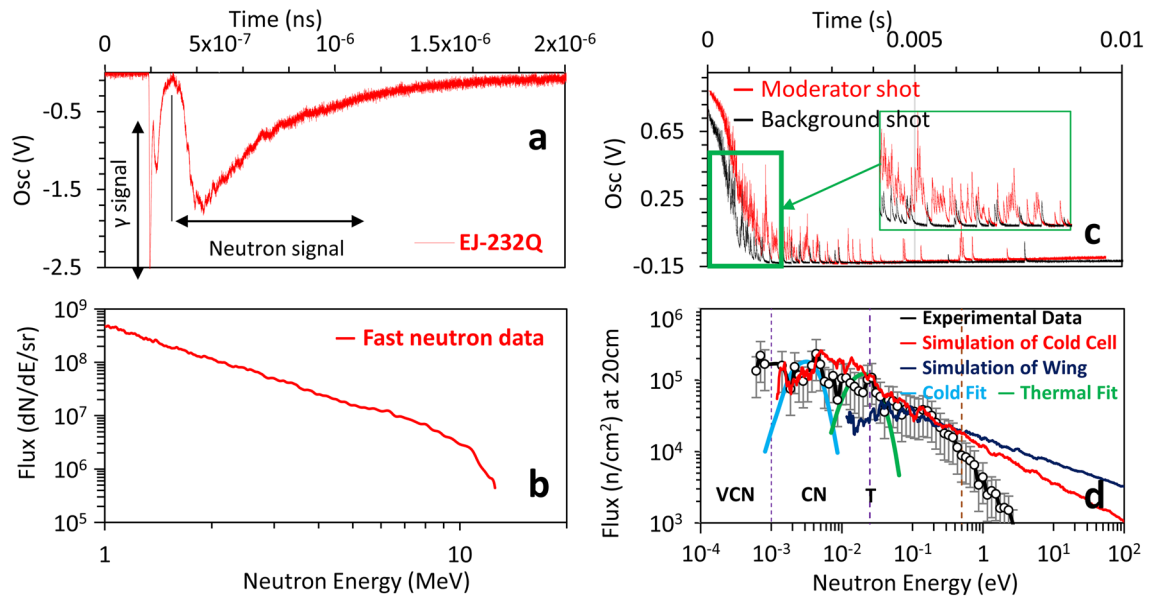 Time (ns)
0 5x10⁻⁷ 10⁻⁶ 1.5x10⁻⁶ 2x10⁻⁶
Osc (V)
-0.5
-1.5
-2.5
γ signal
Neutron signal
EJ-232Q
a
Time (s)
0 0.005 0.01
Osc (V)
0.65
0.25
-0.15
Moderator shot
Background shot
c
Flux (dN/dE/sr)
10⁹
10⁸
10⁷
10⁶
10⁵
Fast neutron data
b
1 10
Neutron Energy (MeV)
Flux (n/cm²) at 20cm
10⁶
10⁵
10⁴
10³
Experimental Data
Simulation of Cold Cell
Simulation of Wing
Cold Fit Thermal Fit
VCN CN T
d
10⁻⁴ 10⁻³ 10⁻² 10⁻¹ 1 10¹ 10²
Neutron Energy (eV)